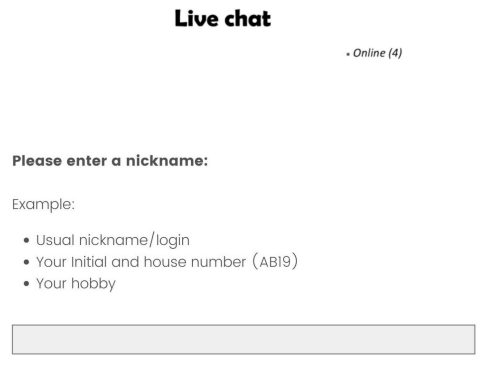 Live chat
• Online (4)
Please enter a nickname:
Example:
• Usual nickname/login
• Your Initial and house number (AB19)
• Your hobby